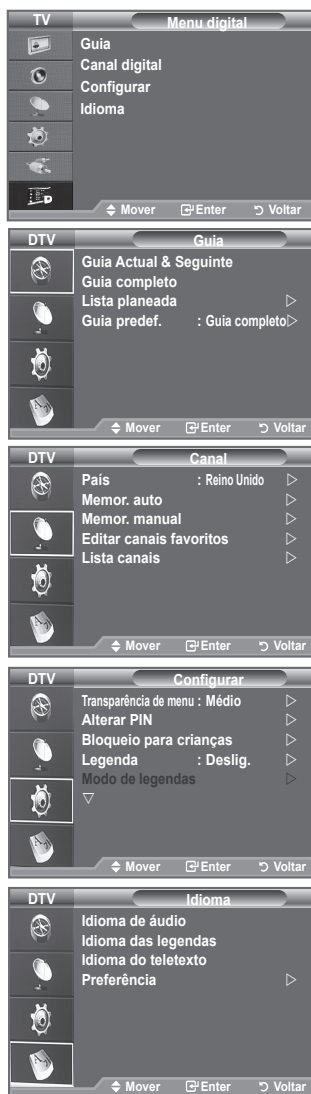 TV Menu digital
Guia
Canal digital
Configurar
Idioma
Mover Enter Voltar
DTV Guia
Guia Actual & Seguinte
Guia completo
Lista planeada
Guia predef. : Guia completo
Mover Enter Voltar
DTV Canal
País : Reino Unido
Memor. auto
Memor. manual
Editar canais favoritos
Lista canais
Mover Enter Voltar
DTV Configurar
Transparência de menu : Médio
Alterar PIN
Bloqueio para crianças
Legenda : Deslig.
Modo de legendas
Mover Enter Voltar
DTV Idioma
Idioma de áudio
Idioma das legendas
Idioma do teletexto
Preferência
Mover Enter Voltar